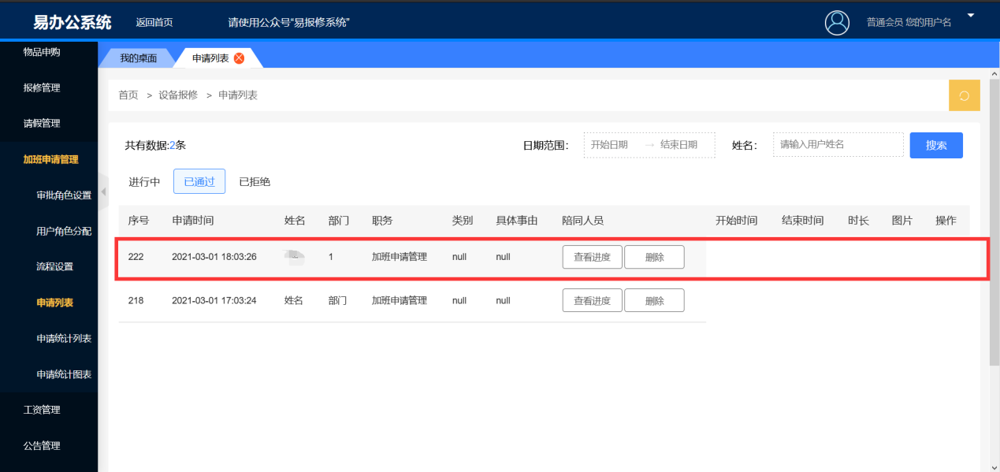 易办公系统 返回首页 请使用公众号“易报修系统” 普通会员 您的用户名
物品申购
报修管理
请假管理
加班申请管理
审批角色设置
用户角色分配
流程设置
申请列表
申请统计列表
申请统计图表
工资管理
公告管理
我的桌面 申请列表
首页 > 设备报修 > 申请列表
共有数据:2条 日期范围： 开始日期 → 结束日期 姓名： 请输入用户姓名 搜索
进行中 已通过 已拒绝
序号 申请时间 姓名 部门 职务 类别 具体事由 陪同人员 开始时间 结束时间 时长 图片 操作
222 2021-03-01 18:03:26 1 加班申请管理 null null 查看进度 删除
218 2021-03-01 17:03:24 姓名 部门 加班申请管理 null null 查看进度 删除